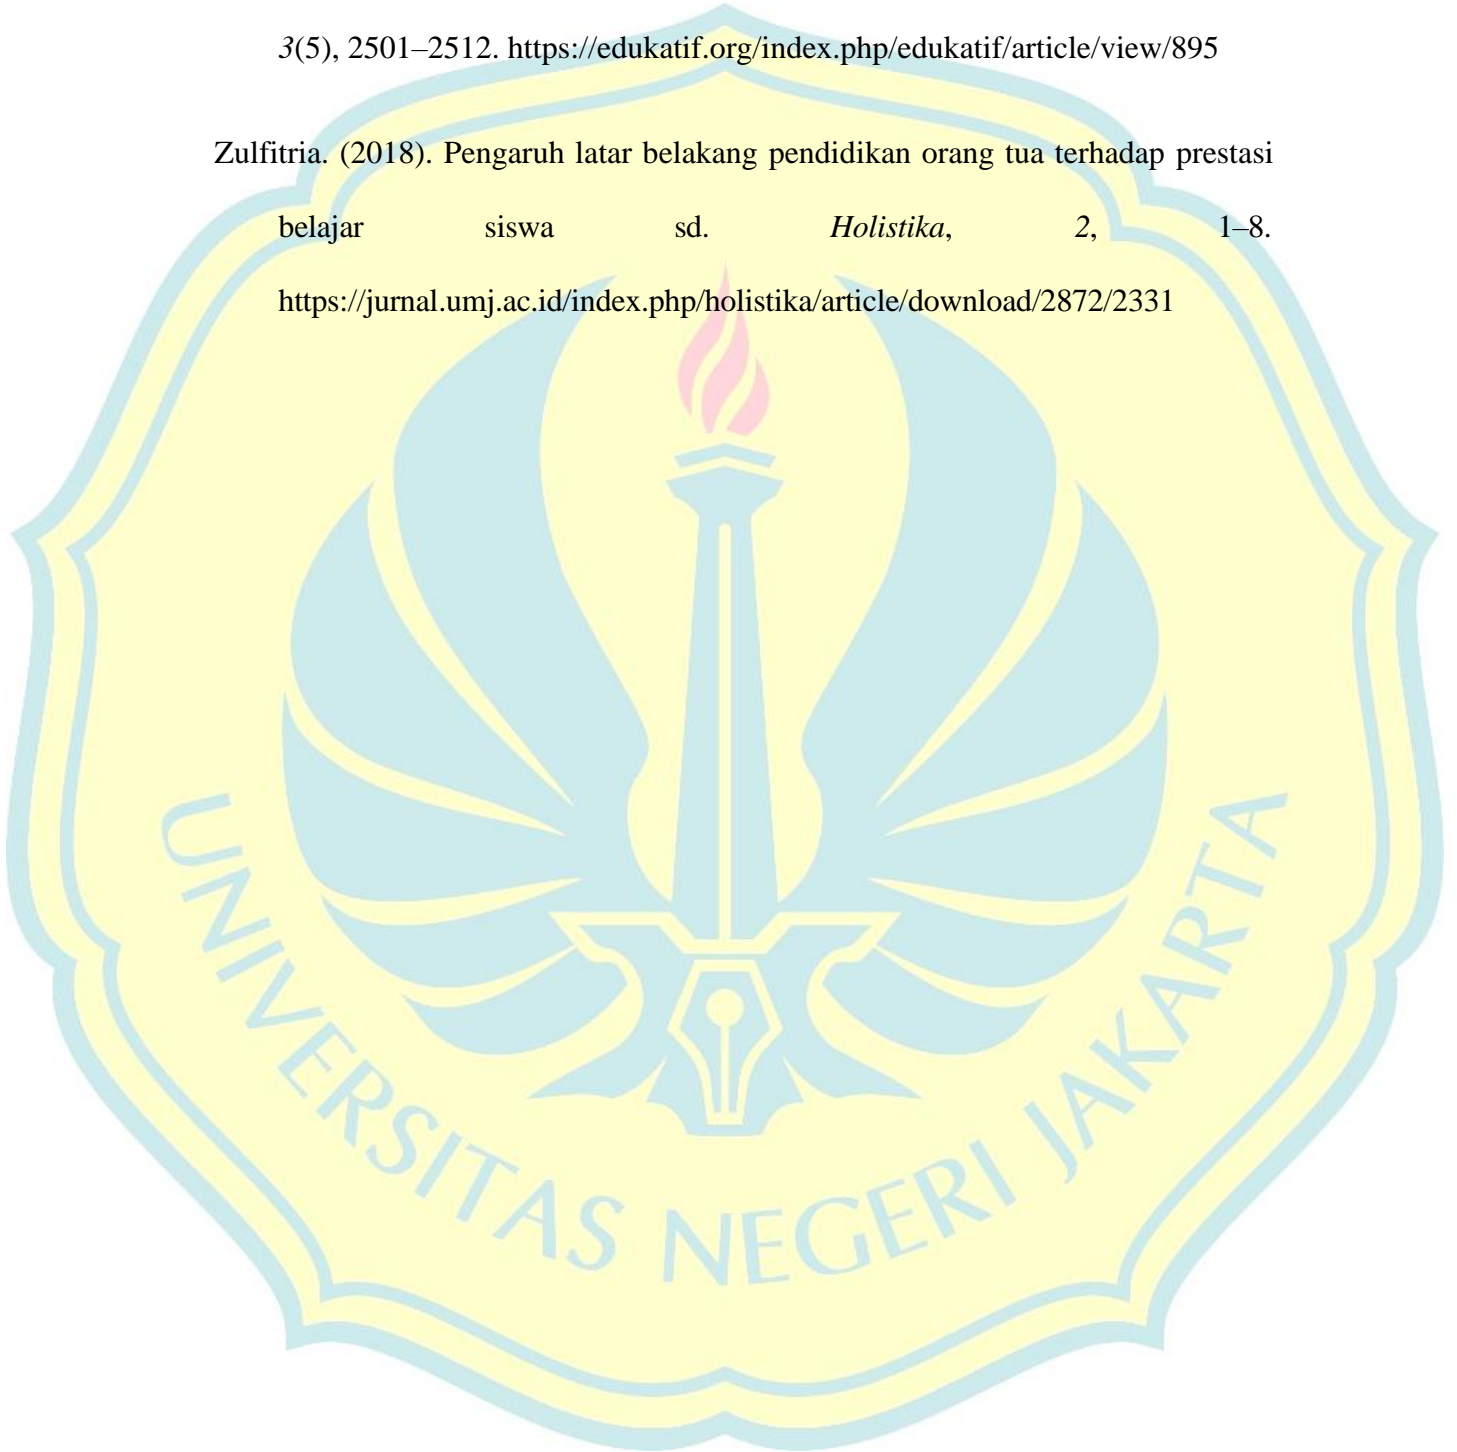 3(5), 2501–2512. https://edukatif.org/index.php/edukatif/article/view/895
Zulfitria. (2018). Pengaruh latar belakang pendidikan orang tua terhadap prestasi
belajar siswa sd. Holistika, 2, 1–8.
https://jurnal.umj.ac.id/index.php/holistika/article/download/2872/2331
UNIVERSITAS NEGERI JAKARTA